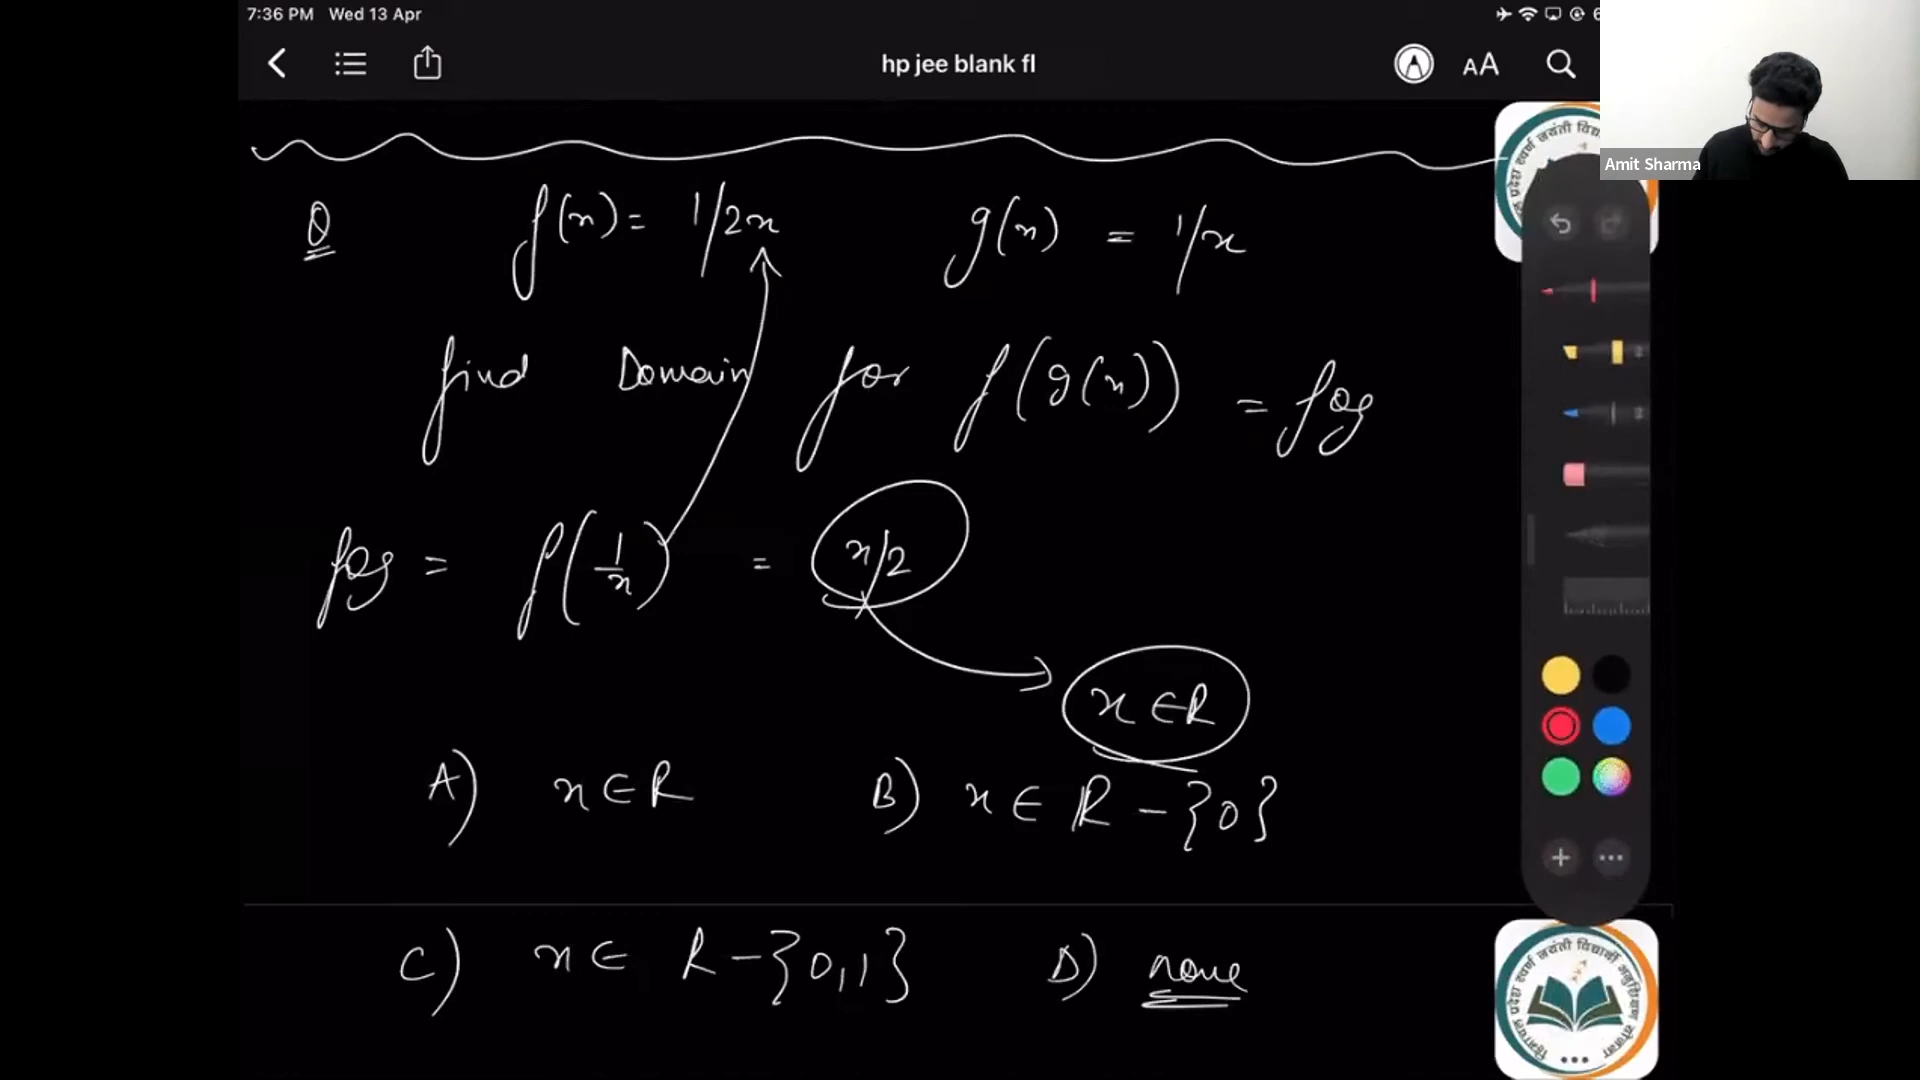 7:36 PM Wed 13 Apr
hp jee blank fl
AA
Amit Sharma
Q f(x) = 1/2x g(x) = 1/x
find Domain for f(g(x)) = fog
fog = f(1/x) = x/2
x ∈ R
A) x ∈ R B) x ∈ R - {0}
C) x ∈ R - {0,1} D) none